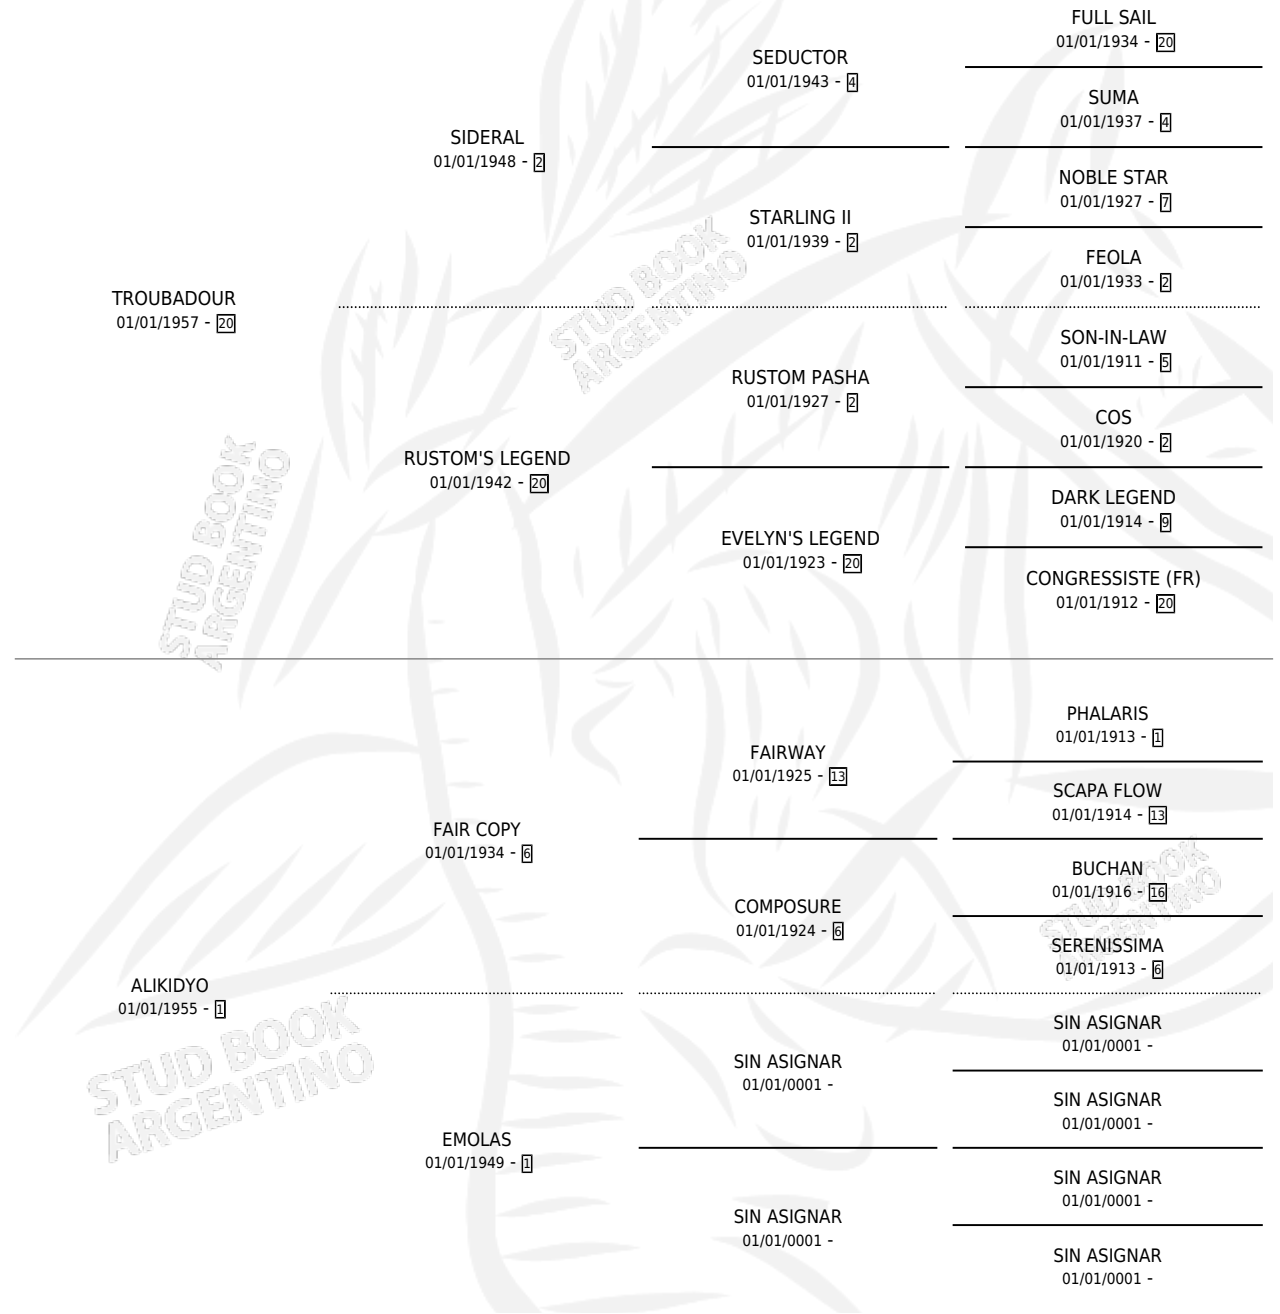 FULL SAIL
01/01/1934 - 20
SEDUCTOR
01/01/1943 - 4
SUMA
01/01/1937 - 4
SIDERAL
01/01/1948 - 2
NOBLE STAR
01/01/1927 - 7
STARLING II
01/01/1939 - 2
FEOLA
01/01/1933 - 2
TROUBADOUR
01/01/1957 - 20
SON-IN-LAW
01/01/1911 - 5
RUSTOM PASHA
01/01/1927 - 2
COS
01/01/1920 - 2
RUSTOM'S LEGEND
01/01/1942 - 20
DARK LEGEND
01/01/1914 - 9
EVELYN'S LEGEND
01/01/1923 - 20
CONGRESSISTE (FR)
01/01/1912 - 20
STUD BOOK
ARGENTINO
STUD BOOK
ARGENTINO
PHALARIS
01/01/1913 - 1
FAIRWAY
01/01/1925 - 13
SCAPA FLOW
01/01/1914 - 13
FAIR COPY
01/01/1934 - 6
BUCHAN
01/01/1916 - 16
COMPOSURE
01/01/1924 - 6
SERENISSIMA
01/01/1913 - 6
STUD BOOK
ARGENTINO
ALIKIDYO
01/01/1955 - 1
SIN ASIGNAR
01/01/0001 -
SIN ASIGNAR
01/01/0001 -
SIN ASIGNAR
01/01/0001 -
EMOLAS
01/01/1949 - 1
SIN ASIGNAR
01/01/0001 -
SIN ASIGNAR
01/01/0001 -
SIN ASIGNAR
01/01/0001 -
STUD BOOK
ARGENTINO